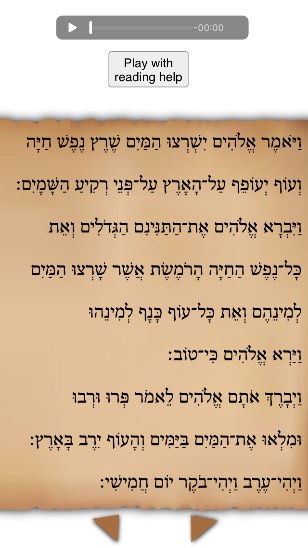 -00:00
Play with
reading help
וַיֹּאמֶר אֱלֹהִים יִשְׁרְצוּ הַמַּיִם שֶׁרֶץ נֶפֶשׁ חַיָּה
וְעוֹף יְעוֹפֵף עַל־הָאָרֶץ עַל־פְּנֵי רְקִיעַ הַשָּׁמָיִם׃
וַיִּבְרָא אֱלֹהִים אֶת־הַתַּנִּינִם הַגְּדֹלִים וְאֵת
כָּל־נֶפֶשׁ הַחַיָּה הָרֹמֶשֶׂת אֲשֶׁר שָׁרְצוּ הַמַּיִם
לְמִינֵהֶם וְאֵת כָּל־עוֹף כָּנָף לְמִינֵהוּ
וַיַּרְא אֱלֹהִים כִּי־טוֹב׃
וַיְבָרֶךְ אֹתָם אֱלֹהִים לֵאמֹר פְּרוּ וּרְבוּ
וּמִלְאוּ אֶת־הַמַּיִם בַּיַּמִּים וְהָעוֹף יִרֶב בָּאָרֶץ׃
וַיְהִי־עֶרֶב וַיְהִי־בֹקֶר יוֹם חֲמִישִׁי׃